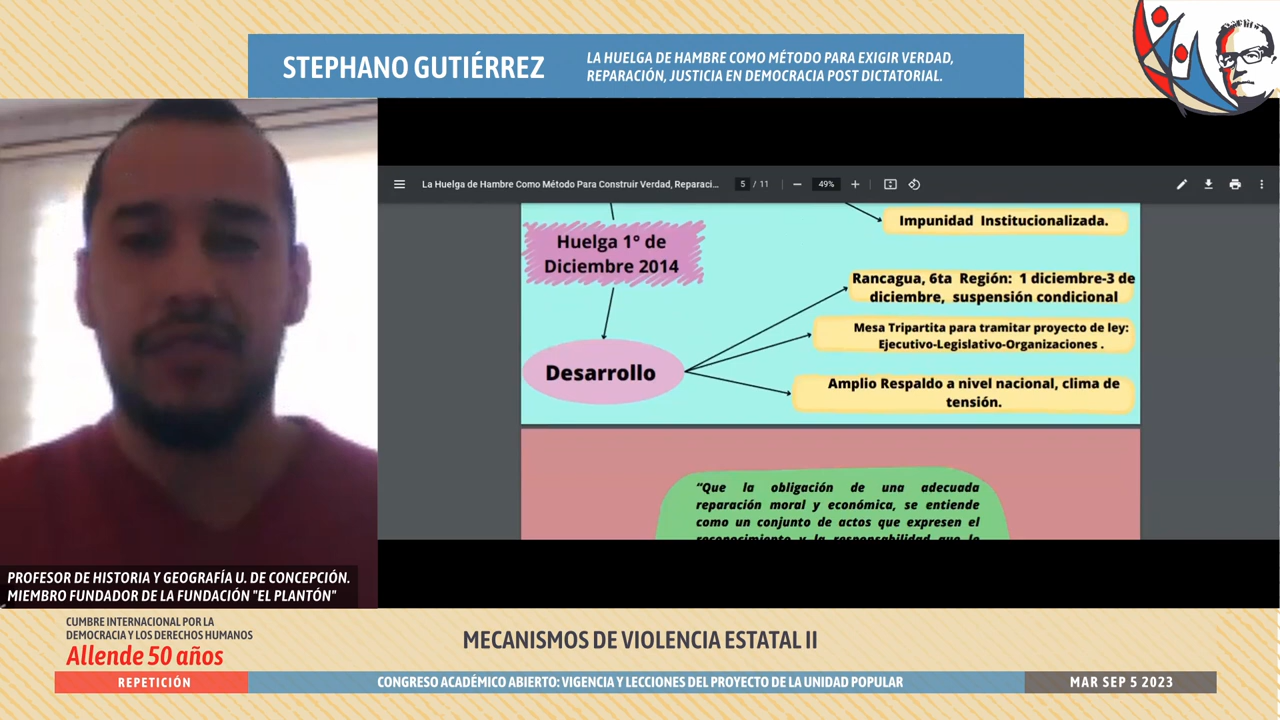 STEPHANO GUTIÉRREZ
LA HUELGA DE HAMBRE COMO MÉTODO PARA EXIGIR VERDAD,
REPARACIÓN, JUSTICIA EN DEMOCRACIA POST DICTATORIAL.
La Huelga de Hambre Como Método Para Construir Verdad, Reparaci...
5 / 11
49%
Impunidad Institucionalizada.
Huelga 1° de
Diciembre 2014
Rancagua, 6ta Región: 1 diciembre-3 de
diciembre, suspensión condicional
Mesa Tripartita para tramitar proyecto de ley:
Ejecutivo-Legislativo-Organizaciones .
Desarrollo
Amplio Respaldo a nivel nacional, clima de
tensión.
“Que la obligación de una adecuada
reparación moral y económica, se entiende
como un conjunto de actos que expresen el
reconocimiento y la responsabilidad que le
PROFESOR DE HISTORIA Y GEOGRAFÍA U. DE CONCEPCIÓN.
MIEMBRO FUNDADOR DE LA FUNDACIÓN "EL PLANTÓN"
CUMBRE INTERNACIONAL POR LA
DEMOCRACIA Y LOS DERECHOS HUMANOS
Allende 50 años
MECANISMOS DE VIOLENCIA ESTATAL II
REPETICIÓN
CONGRESO ACADÉMICO ABIERTO: VIGENCIA Y LECCIONES DEL PROYECTO DE LA UNIDAD POPULAR
MAR SEP 5 2023